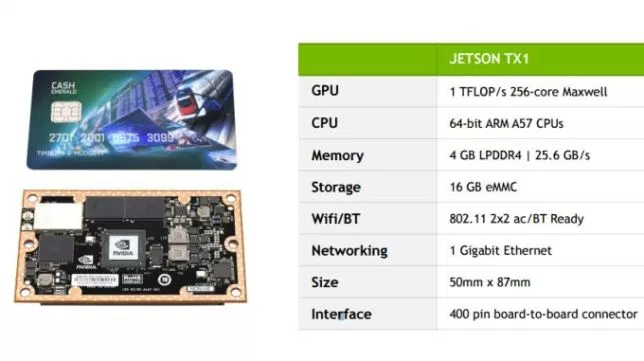 CASH
EMERALD
2701 2001 8675 3099
NVIDIA
RoHS
JETSON TX1
GPU 1 TFLOP/s 256-core Maxwell
CPU 64-bit ARM A57 CPUs
Memory 4 GB LPDDR4 | 25.6 GB/s
Storage 16 GB eMMC
Wifi/BT 802.11 2x2 ac/BT Ready
Networking 1 Gigabit Ethernet
Size 50mm x 87mm
Interface 400 pin board-to-board connector